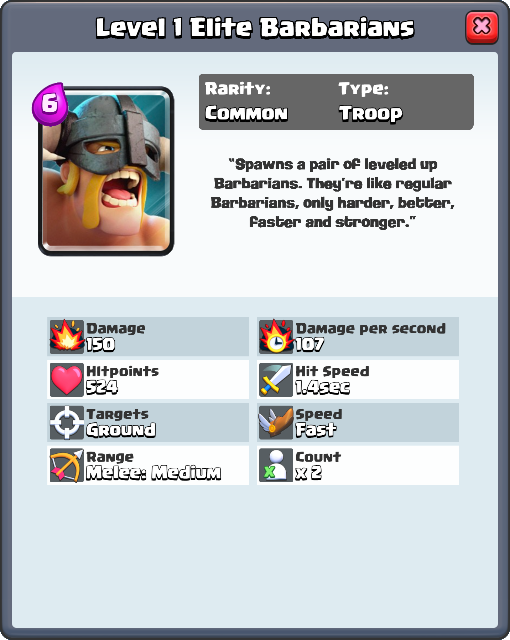 Level 1 Elite Barbarians
6
Rarity: Type:
Common Troop
"Spawns a pair of leveled up
Barbarians. They're like regular
Barbarians, only harder, better,
faster and stronger."
Damage
150
Damage per second
107
Hitpoints
524
Hit Speed
1.4sec
Targets
Ground
Speed
Fast
Range
Melee: Medium
X
Count
x 2